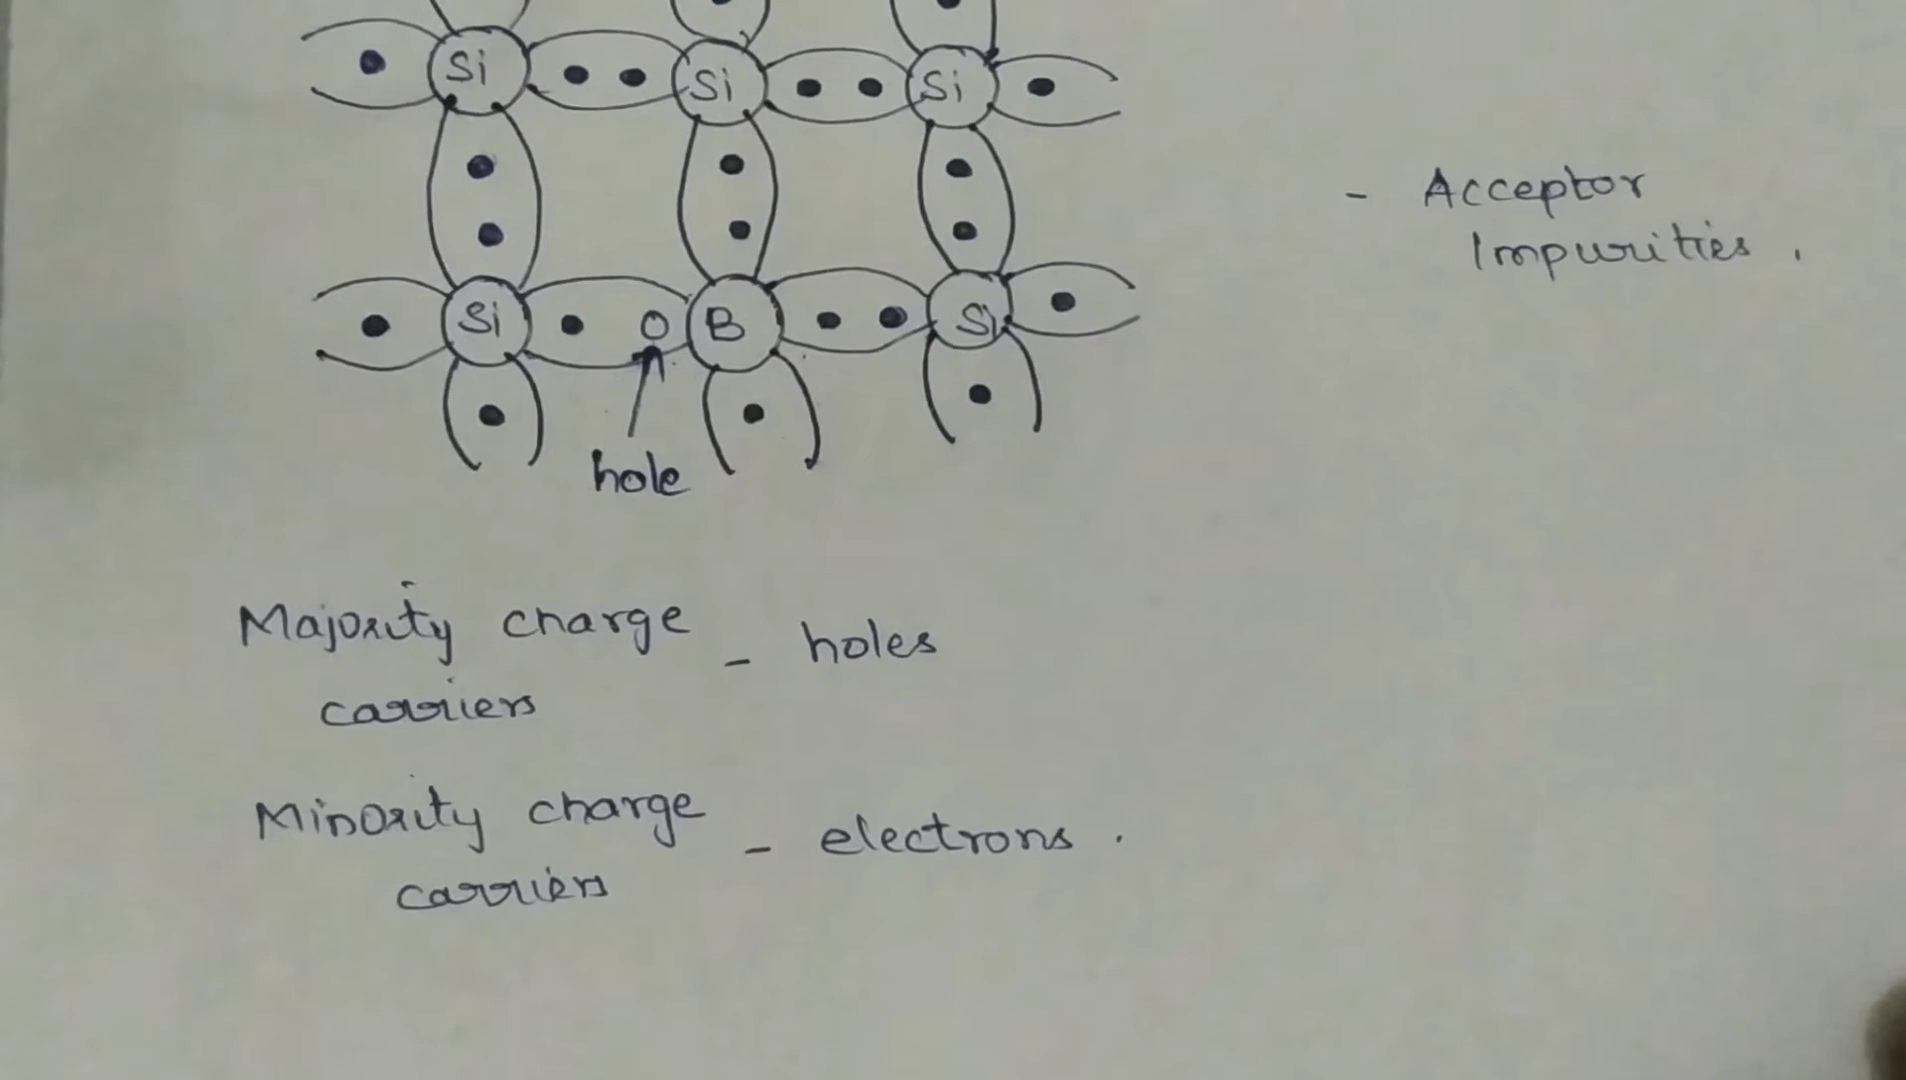 Si Si Si
- Acceptor
Impurities .
Si B Si
hole
Majority charge
- holes
carriers
Minority charge
- electrons .
carriers